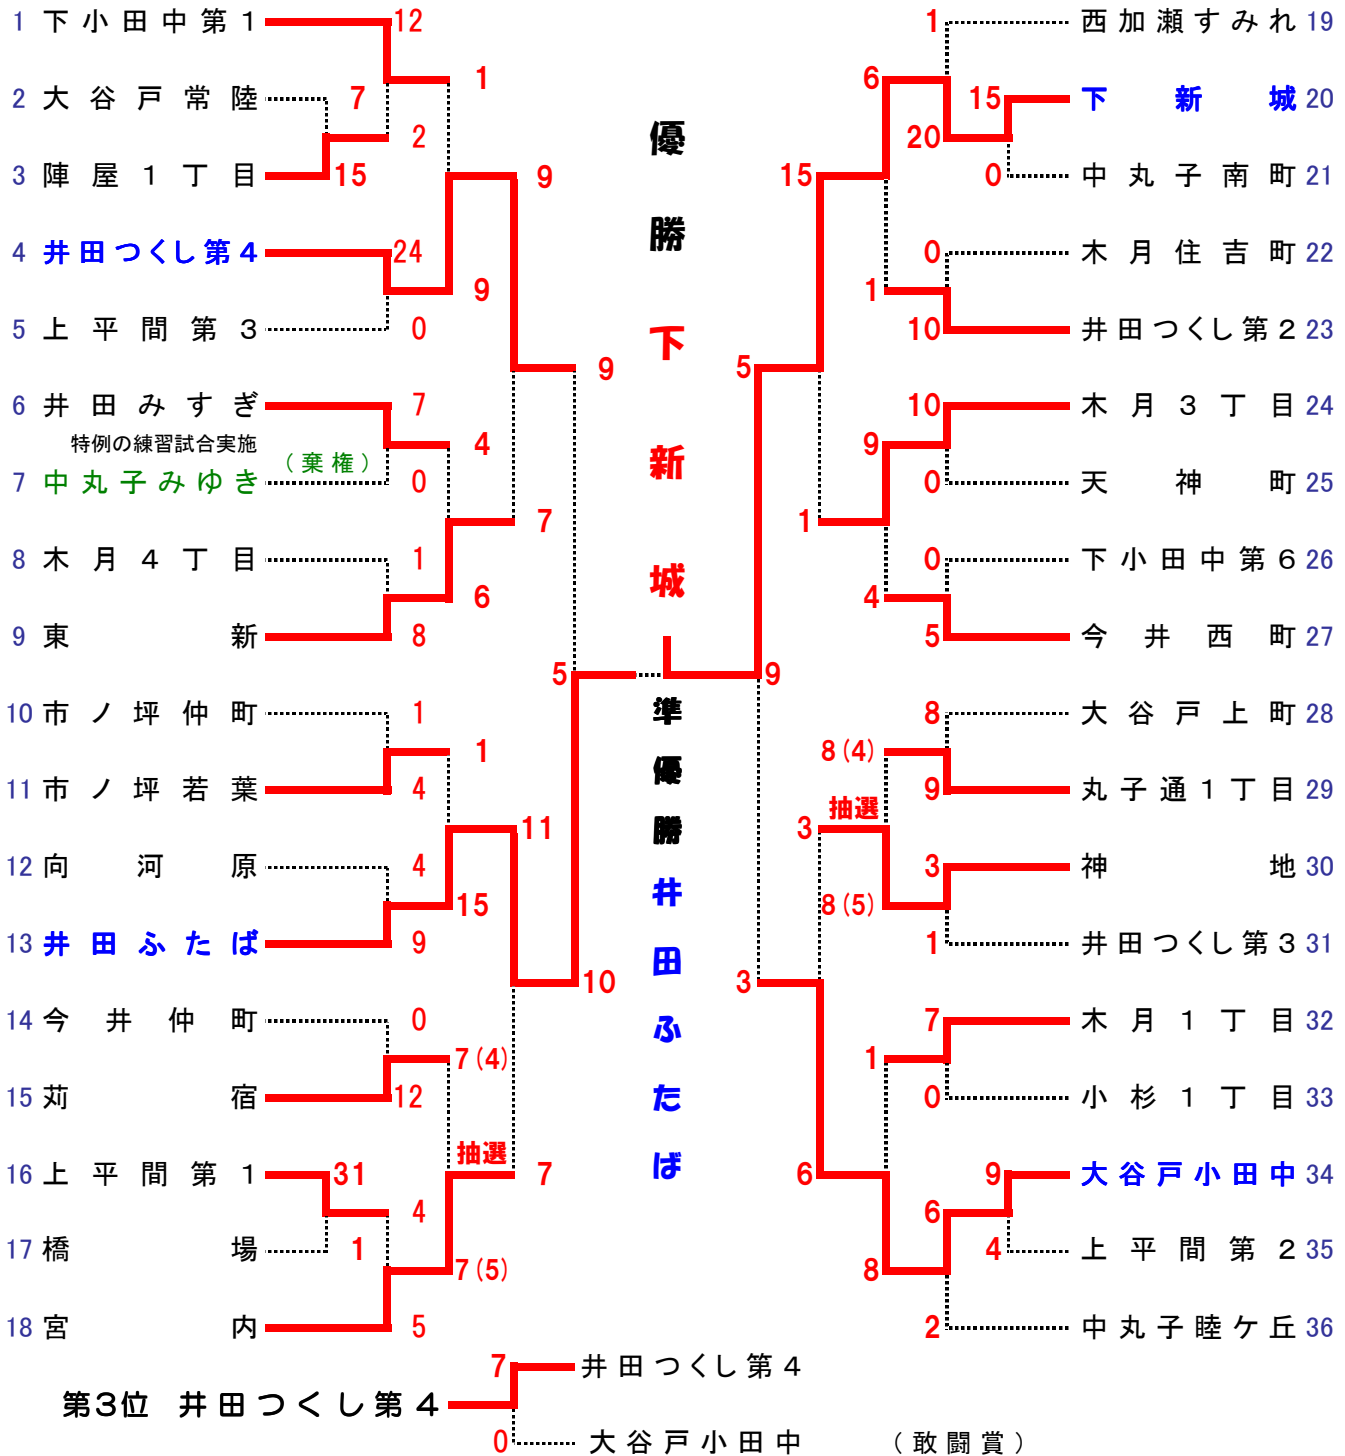 1 下小田中第1 12
2 大谷戸常陸 7
3 陣屋1丁目 15
4 井田つくし第4 24
5 上平間第3 0
6 井田みすぎ 7
特例の練習試合実施
7 中丸子みゆき (棄権) 0
8 木月4丁目 1
9 東新 8
10 市ノ坪仲町 1
11 市ノ坪若葉 4
12 向河原 4
13 井田ふたば 9
14 今井仲町 0
15 苅宿 12
16 上平間第1 31
17 橋場 1
18 宮内 5
1
2
9
9
4
6
7
9
1
15
11
7(4)
抽選
7(5)
4
7
10
5
優勝 下新城
準優勝 井田ふたば
9
5
3
15
1
3
6
6
20
1
9
4
8(4)
抽選
8(5)
1
6
8
1 西加瀬すみれ 19
15 下新城 20
0 中丸子南町 21
0 木月住吉町 22
10 井田つくし第2 23
10 木月3丁目 24
0 天神町 25
0 下小田中第6 26
5 今井西町 27
8 大谷戸上町 28
9 丸子通1丁目 29
3 神地 30
1 井田つくし第3 31
7 木月1丁目 32
0 小杉1丁目 33
9 大谷戸小田中 34
4 上平間第2 35
2 中丸子睦ケ丘 36
7 井田つくし第4
第3位 井田つくし第4
0 大谷戸小田中 (敢闘賞)